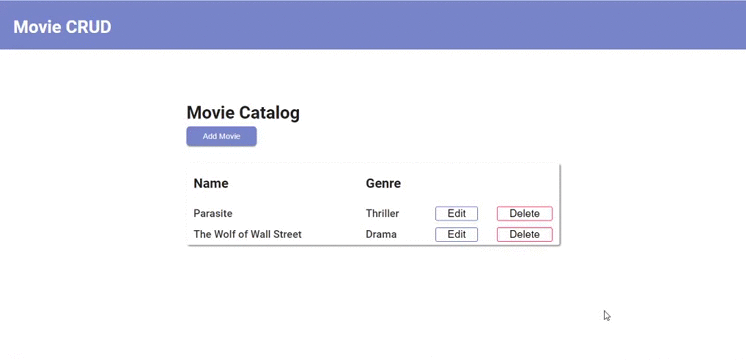 Movie CRUD
Movie Catalog
Add Movie
Name Genre
Parasite Thriller Edit Delete
The Wolf of Wall Street Drama Edit Delete